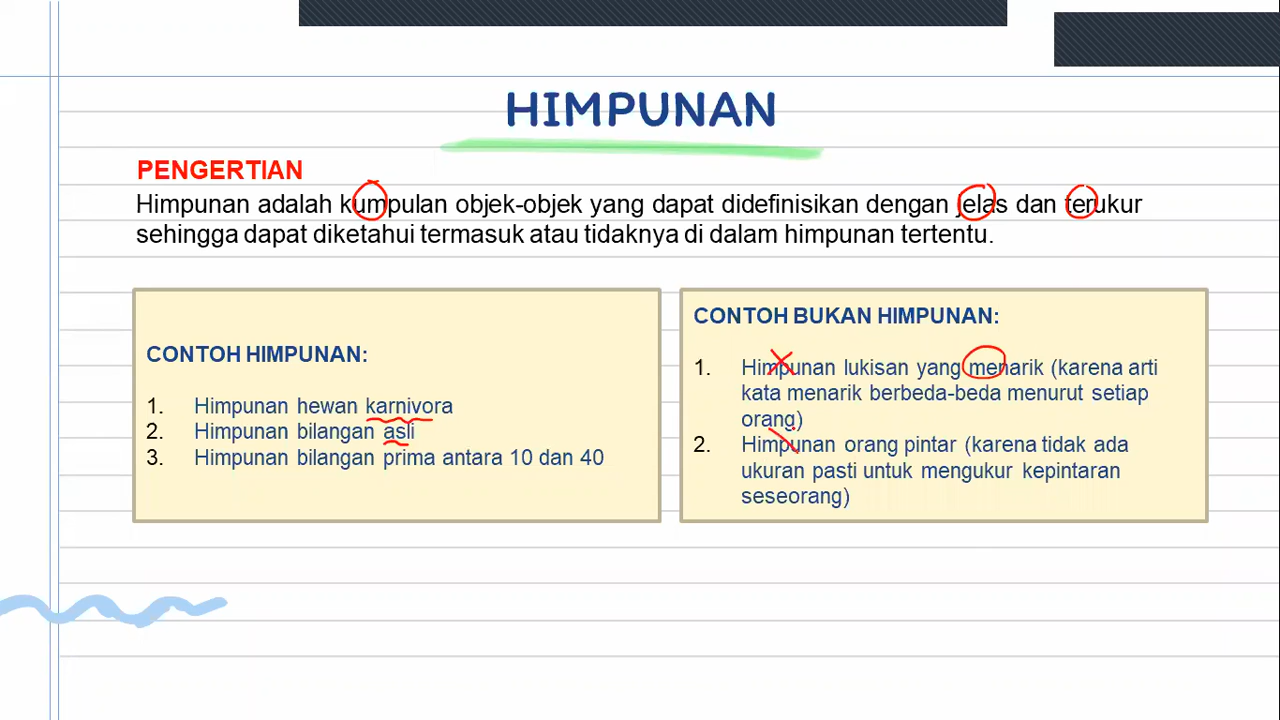 HIMPUNAN
PENGERTIAN
Himpunan adalah kumpulan objek-objek yang dapat didefinisikan dengan jelas dan terukur
sehingga dapat diketahui termasuk atau tidaknya di dalam himpunan tertentu.
CONTOH HIMPUNAN:
1. Himpunan hewan karnivora
2. Himpunan bilangan asli
3. Himpunan bilangan prima antara 10 dan 40
CONTOH BUKAN HIMPUNAN:
1. Himpunan lukisan yang menarik (karena arti
kata menarik berbeda-beda menurut setiap
orang)
2. Himpunan orang pintar (karena tidak ada
ukuran pasti untuk mengukur kepintaran
seseorang)